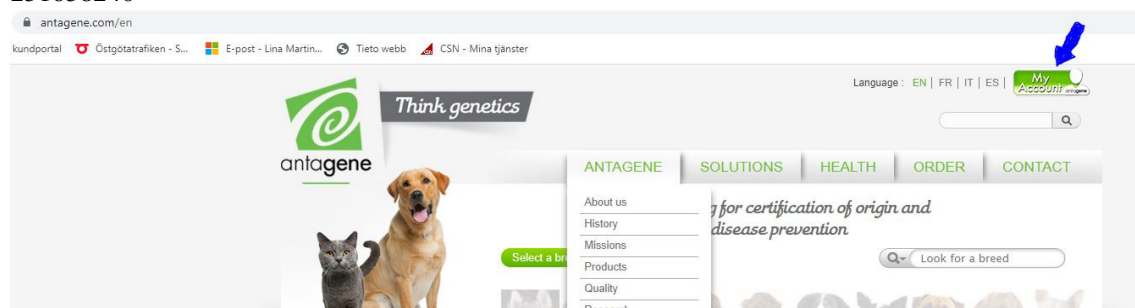 antagene.com/en
kundportal Östgötatrafiken - S... E-post - Lina Martin... Tieto webb CSN - Mina tjänster
Language : EN | FR | IT | ES | My Account antagene
Think genetics
antagene
ANTAGENE SOLUTIONS HEALTH ORDER CONTACT
About us
for certification of origin and
History
disease prevention
Missions
Select a br
Look for a breed
Products
Quality